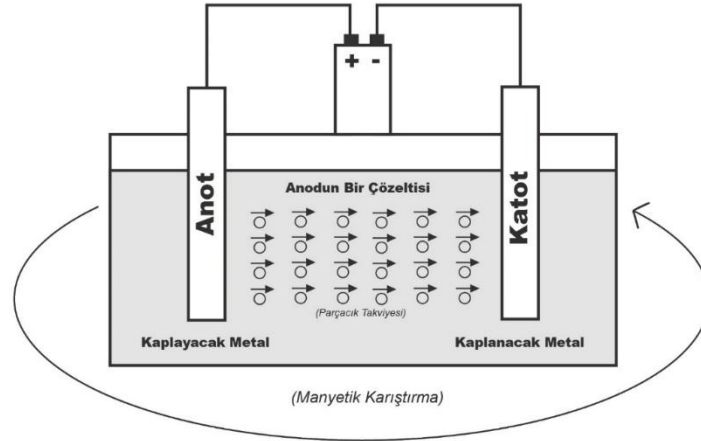 + -
Anot
Katot
Anodun Bir Çözeltisi
(Parçacık Takviyesi)
Kaplayacak Metal
Kaplanacak Metal
(Manyetik Karıştırma)